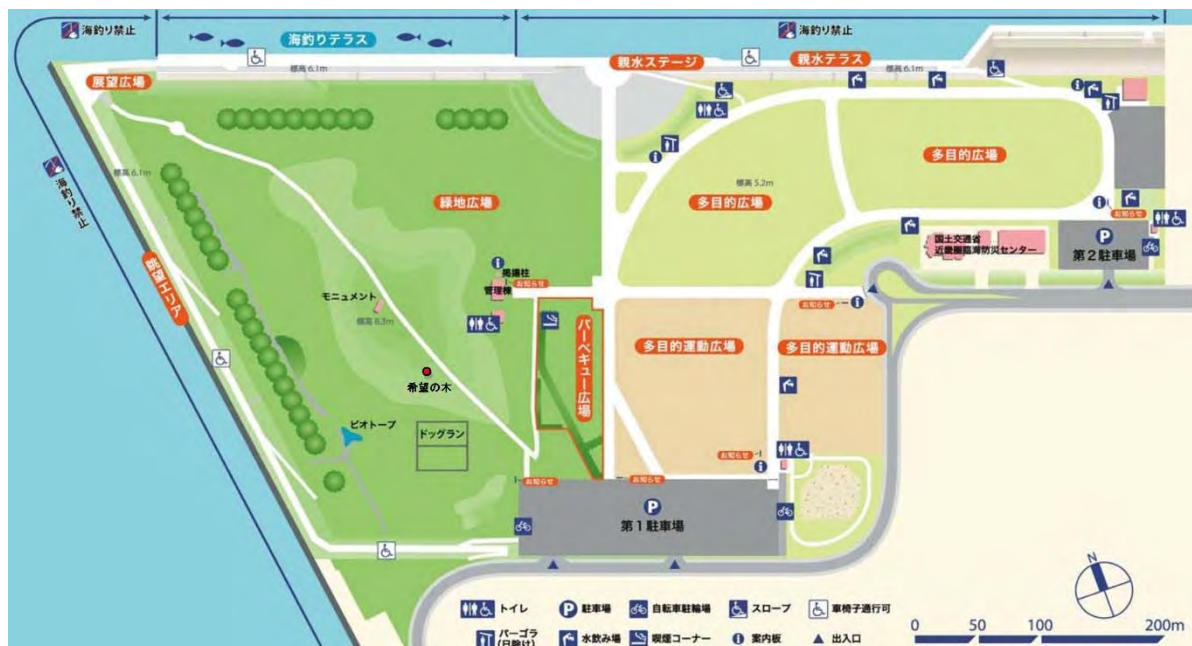 海釣り禁止
海釣りテラス
海釣り禁止
展望広場
標高6.1m
親水ステージ
親水テラス
標高6.1m
標高6.1m
海釣り禁止
多目的広場
緑地広場
多目的広場
標高5.2m
お知らせ
国土交通省
近畿圏臨海防災センター
第2駐車場
眺望エリア
掲揚柱
お知らせ
管理棟
モニュメント
標高8.3m
お知らせ
バーベキュー広場
多目的運動広場
多目的運動広場
希望の木
ビオトープ
ドッグラン
お知らせ
お知らせ
お知らせ
第1駐車場
N
トイレ
駐車場
自転車駐輪場
スロープ
車椅子通行可
パーゴラ
(日除け)
水飲み場
喫煙コーナー
案内板
出入口
0 50 100 200m